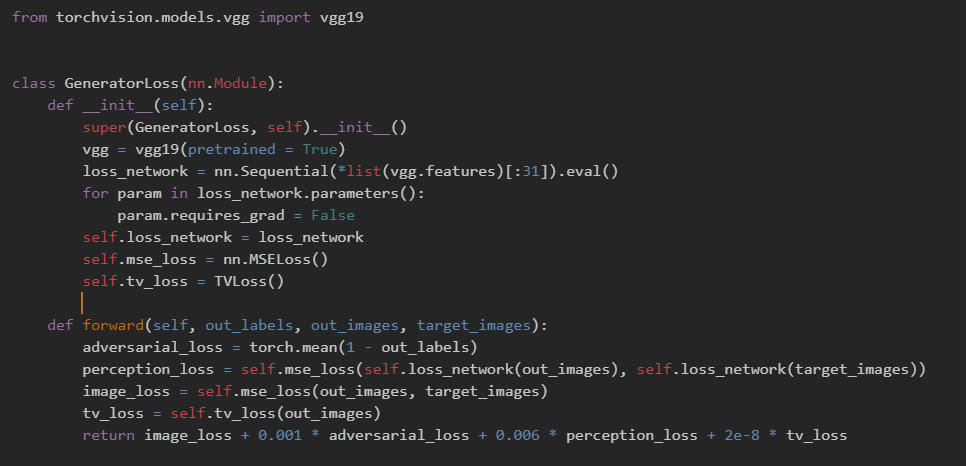 from torchvision.models.vgg import vgg19
class GeneratorLoss(nn.Module):
    def __init__(self):
        super(GeneratorLoss, self).__init__()
        vgg = vgg19(pretrained = True)
        loss_network = nn.Sequential(*list(vgg.features)[:31]).eval()
        for param in loss_network.parameters():
            param.requires_grad = False
        self.loss_network = loss_network
        self.mse_loss = nn.MSELoss()
        self.tv_loss = TVLoss()
    def forward(self, out_labels, out_images, target_images):
        adversarial_loss = torch.mean(1 - out_labels)
        perception_loss = self.mse_loss(self.loss_network(out_images), self.loss_network(target_images))
        image_loss = self.mse_loss(out_images, target_images)
        tv_loss = self.tv_loss(out_images)
        return image_loss + 0.001 * adversarial_loss + 0.006 * perception_loss + 2e-8 * tv_loss